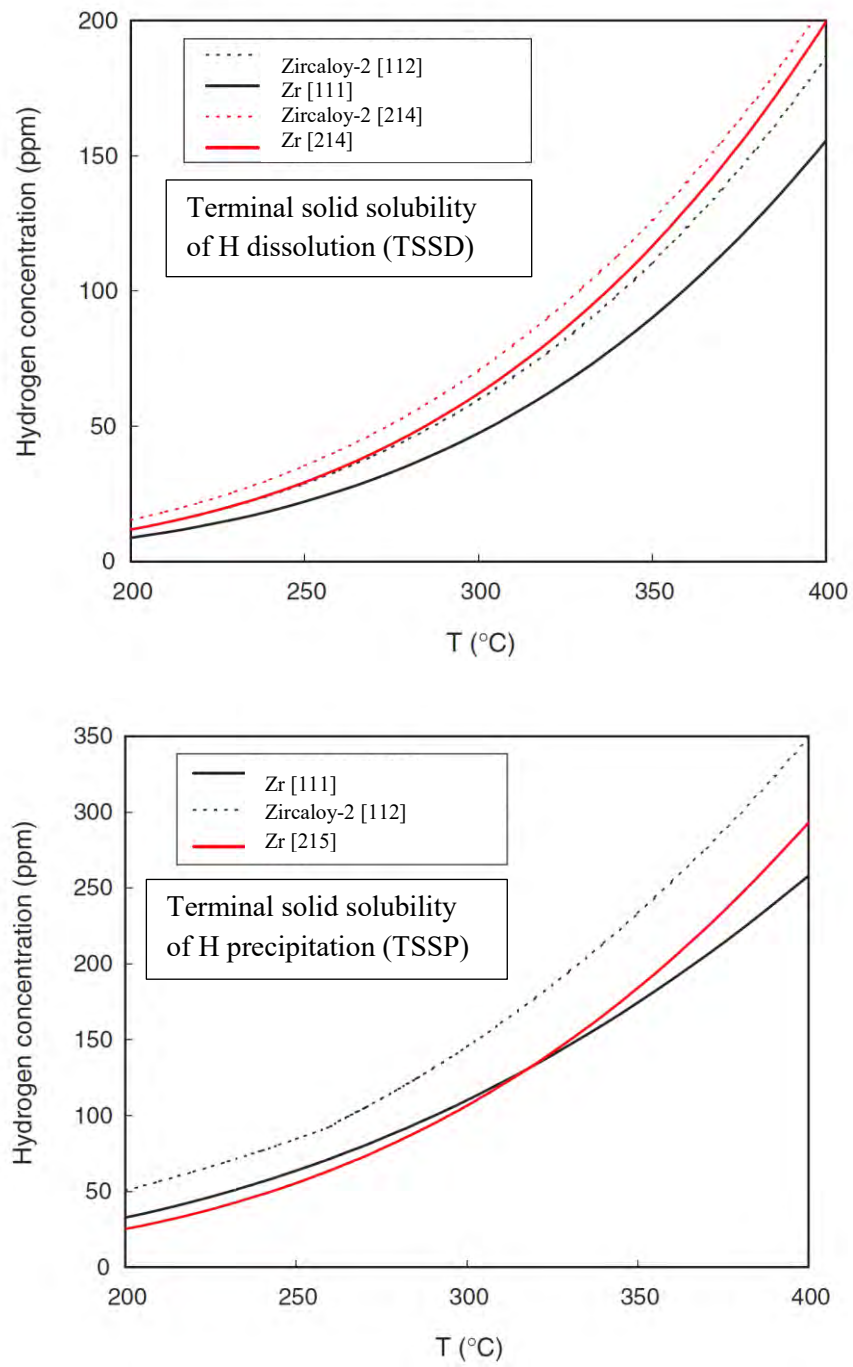 200
150
100
50
0
Hydrogen concentration (ppm)
Zircaloy-2 [112]
Zr [111]
Zircaloy-2 [214]
Zr [214]
Terminal solid solubility
of H dissolution (TSSD)
200
250
300
350
400
T (°C)
350
300
250
200
150
100
50
0
Hydrogen concentration (ppm)
Zr [111]
Zircaloy-2 [112]
Zr [215]
Terminal solid solubility
of H precipitation (TSSP)
200
250
300
350
400
T (°C)